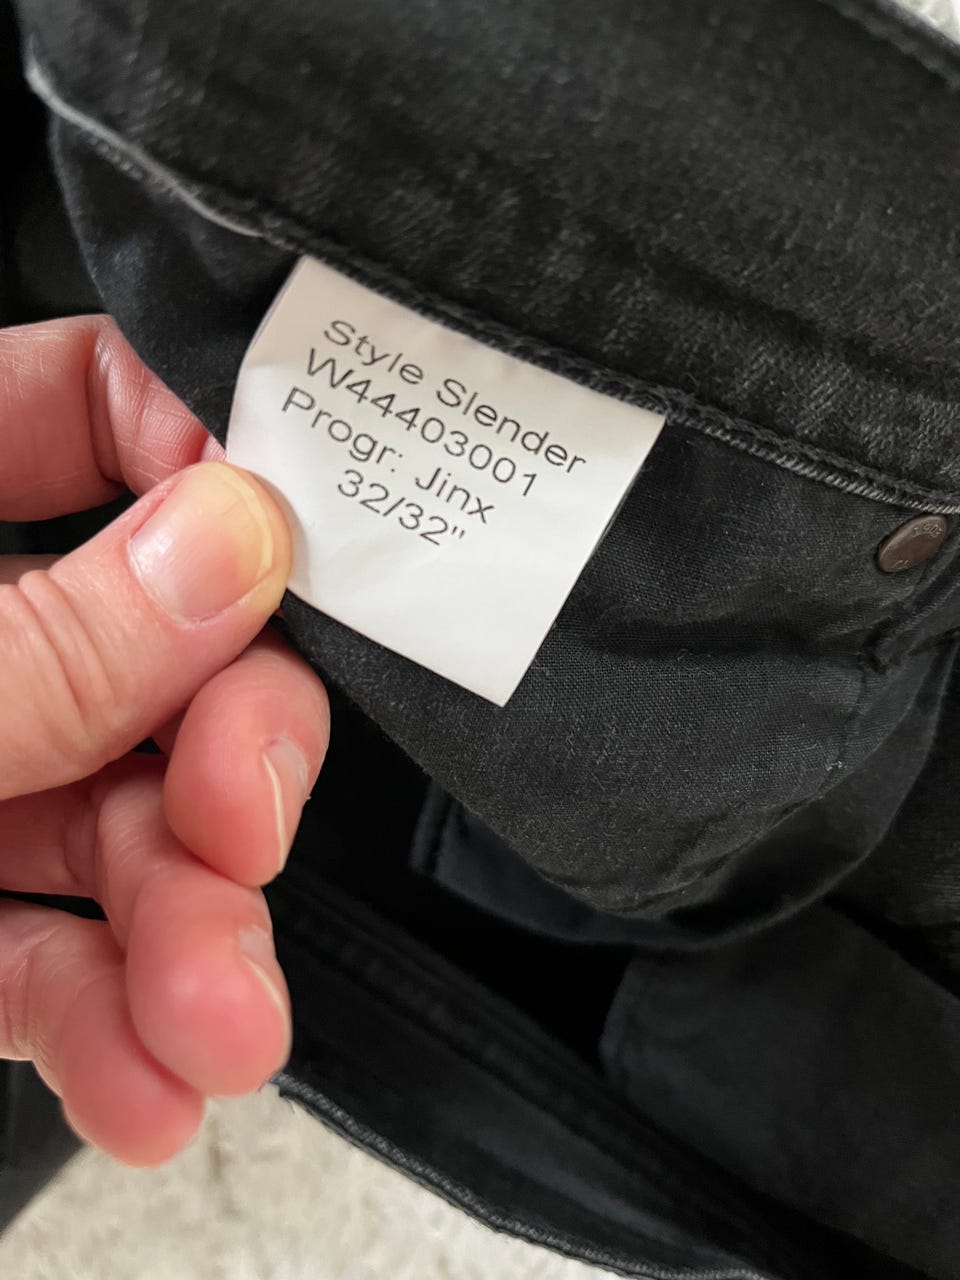 Style Slender
W44403001
Progr: Jinx
32/32"